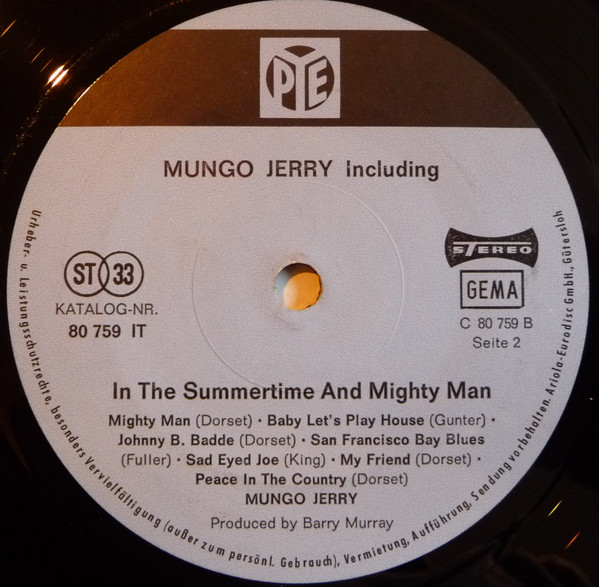 PYE
MUNGO JERRY Including
STEREO
ST 33
GEMA
KATALOG-NR.
80 759 IT
C 80 759 B
Seite 2
In The Summertime And Mighty Man
Mighty Man (Dorset) · Baby Let's Play House (Gunter) ·
Johnny B. Badde (Dorset) · San Francisco Bay Blues
(Fuller) · Sad Eyed Joe (King) · My Friend (Dorset) ·
Peace In The Country (Dorset)
MUNGO JERRY
Produced by Barry Murray
Urheber- u. leistungsschutzrechte, besonders Vervielfältigung (außer zum persönl. Gebrauch), Vermietung, Aufführung, Sendung vorbehalten. Ariola-Eurodisc GmbH., Gütersloh